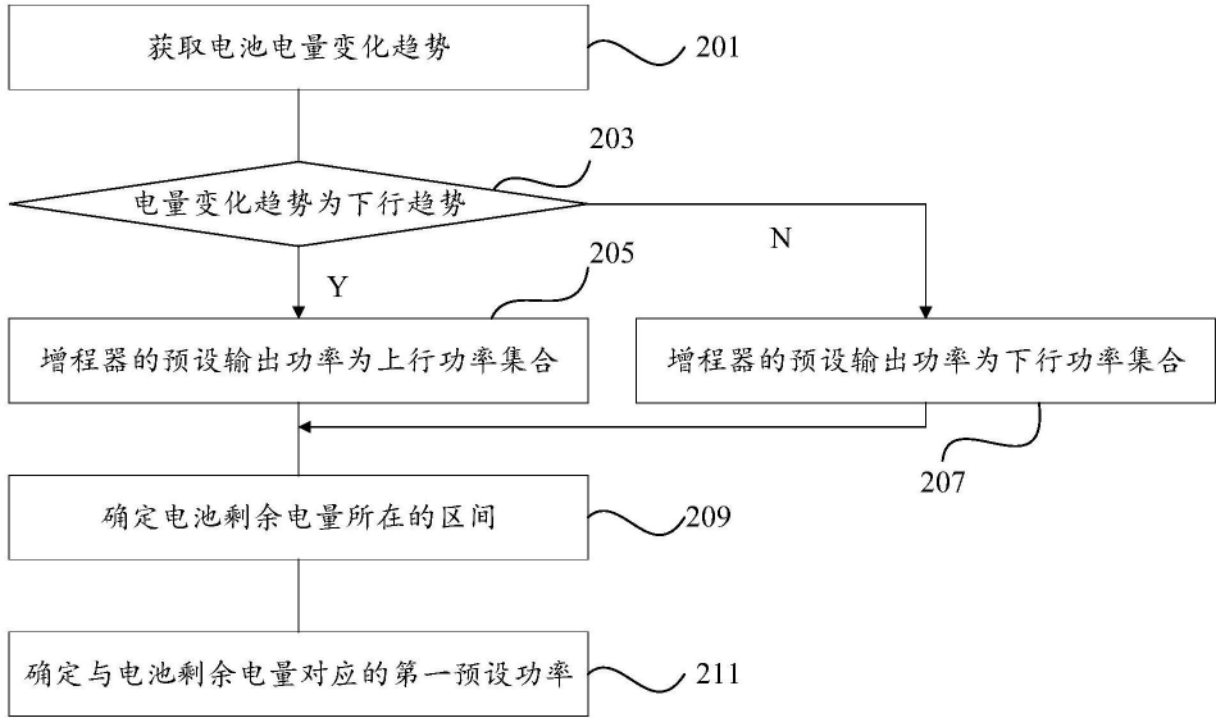 获取电池电量变化趋势
201
203
电量变化趋势为下行趋势
N
Y
205
增程器的预设输出功率为上行功率集合
增程器的预设输出功率为下行功率集合
207
确定电池剩余电量所在的区间
209
确定与电池剩余电量对应的第一预设功率
211